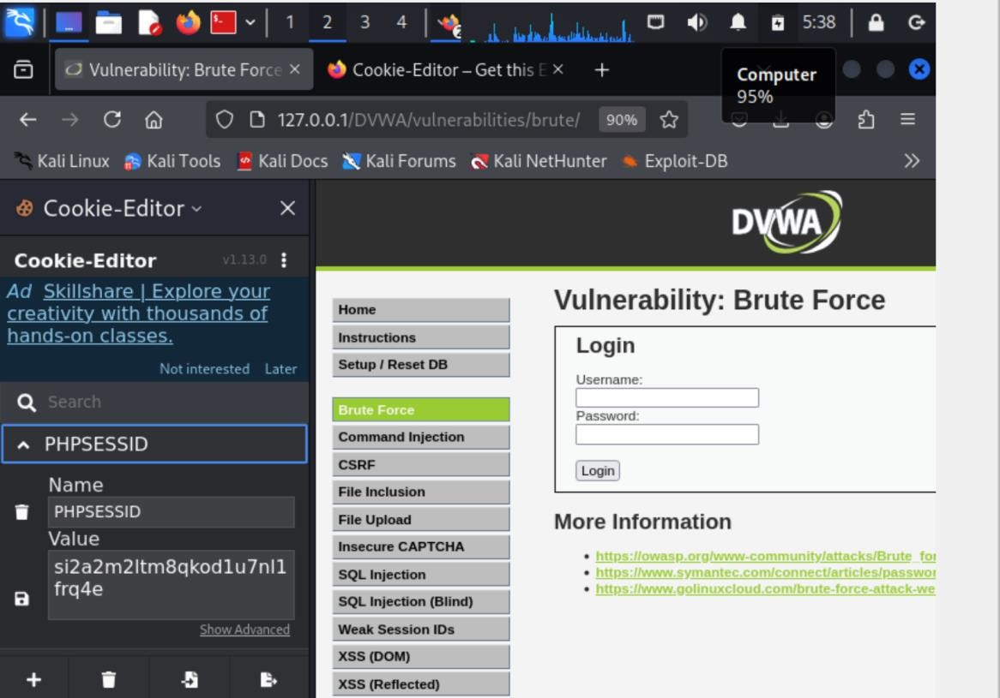 1 2 3 4 5:38
Vulnerability: Brute Force Cookie-Editor – Get this E
Computer
95%
127.0.0.1/DVWA/vulnerabilities/brute/ 90%
Kali Linux Kali Tools Kali Docs Kali Forums Kali NetHunter Exploit-DB
Cookie-Editor
Cookie-Editor v1.13.0
Ad Skillshare | Explore your
creativity with thousands of
hands-on classes.
Not interested Later
Search
PHPSESSID
Name
PHPSESSID
Value
si2a2m2ltm8qkod1u7nl1
frq4e
Show Advanced
DVWA
Home
Instructions
Setup / Reset DB
Brute Force
Command Injection
CSRF
File Inclusion
File Upload
Insecure CAPTCHA
SQL Injection
SQL Injection (Blind)
Weak Session IDs
XSS (DOM)
XSS (Reflected)
Vulnerability: Brute Force
Login
Username:
Password:
Login
More Information
https://owasp.org/www-community/attacks/Brute_for
https://www.symantec.com/connect/articles/passwor
https://www.golinuxcloud.com/brute-force-attack-we